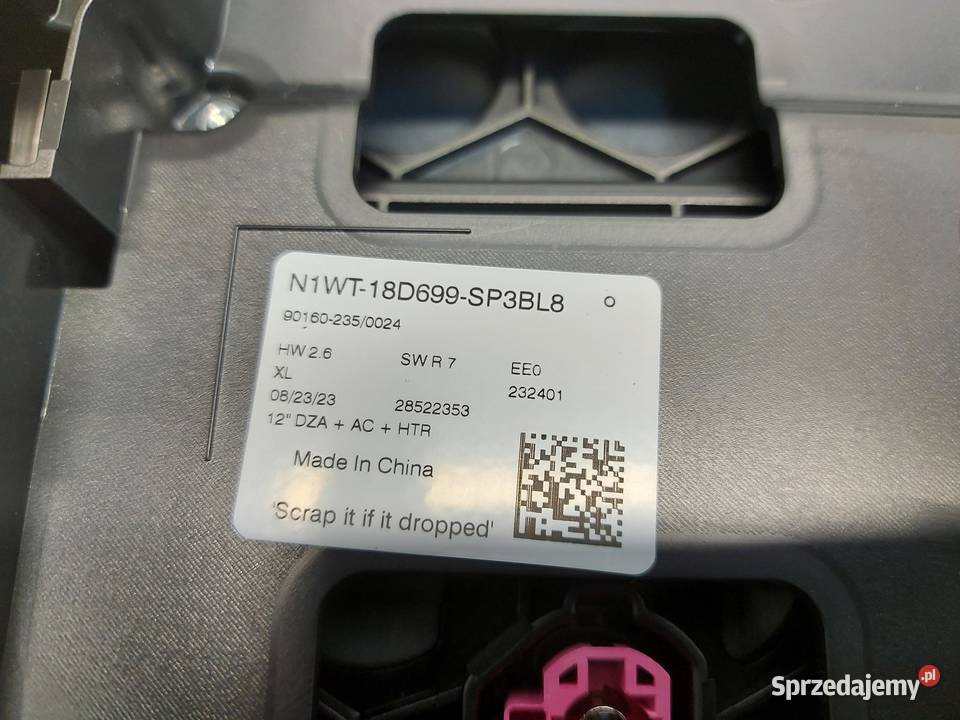 N1WT-18D699-SP3BL8
90160-235/0024
HW 2.6 SW R 7 EE0
XL 232401
08/23/23 28522353
12" DZA + AC + HTR
Made In China
'Scrap it if it dropped'
Sprzedajemy.pl